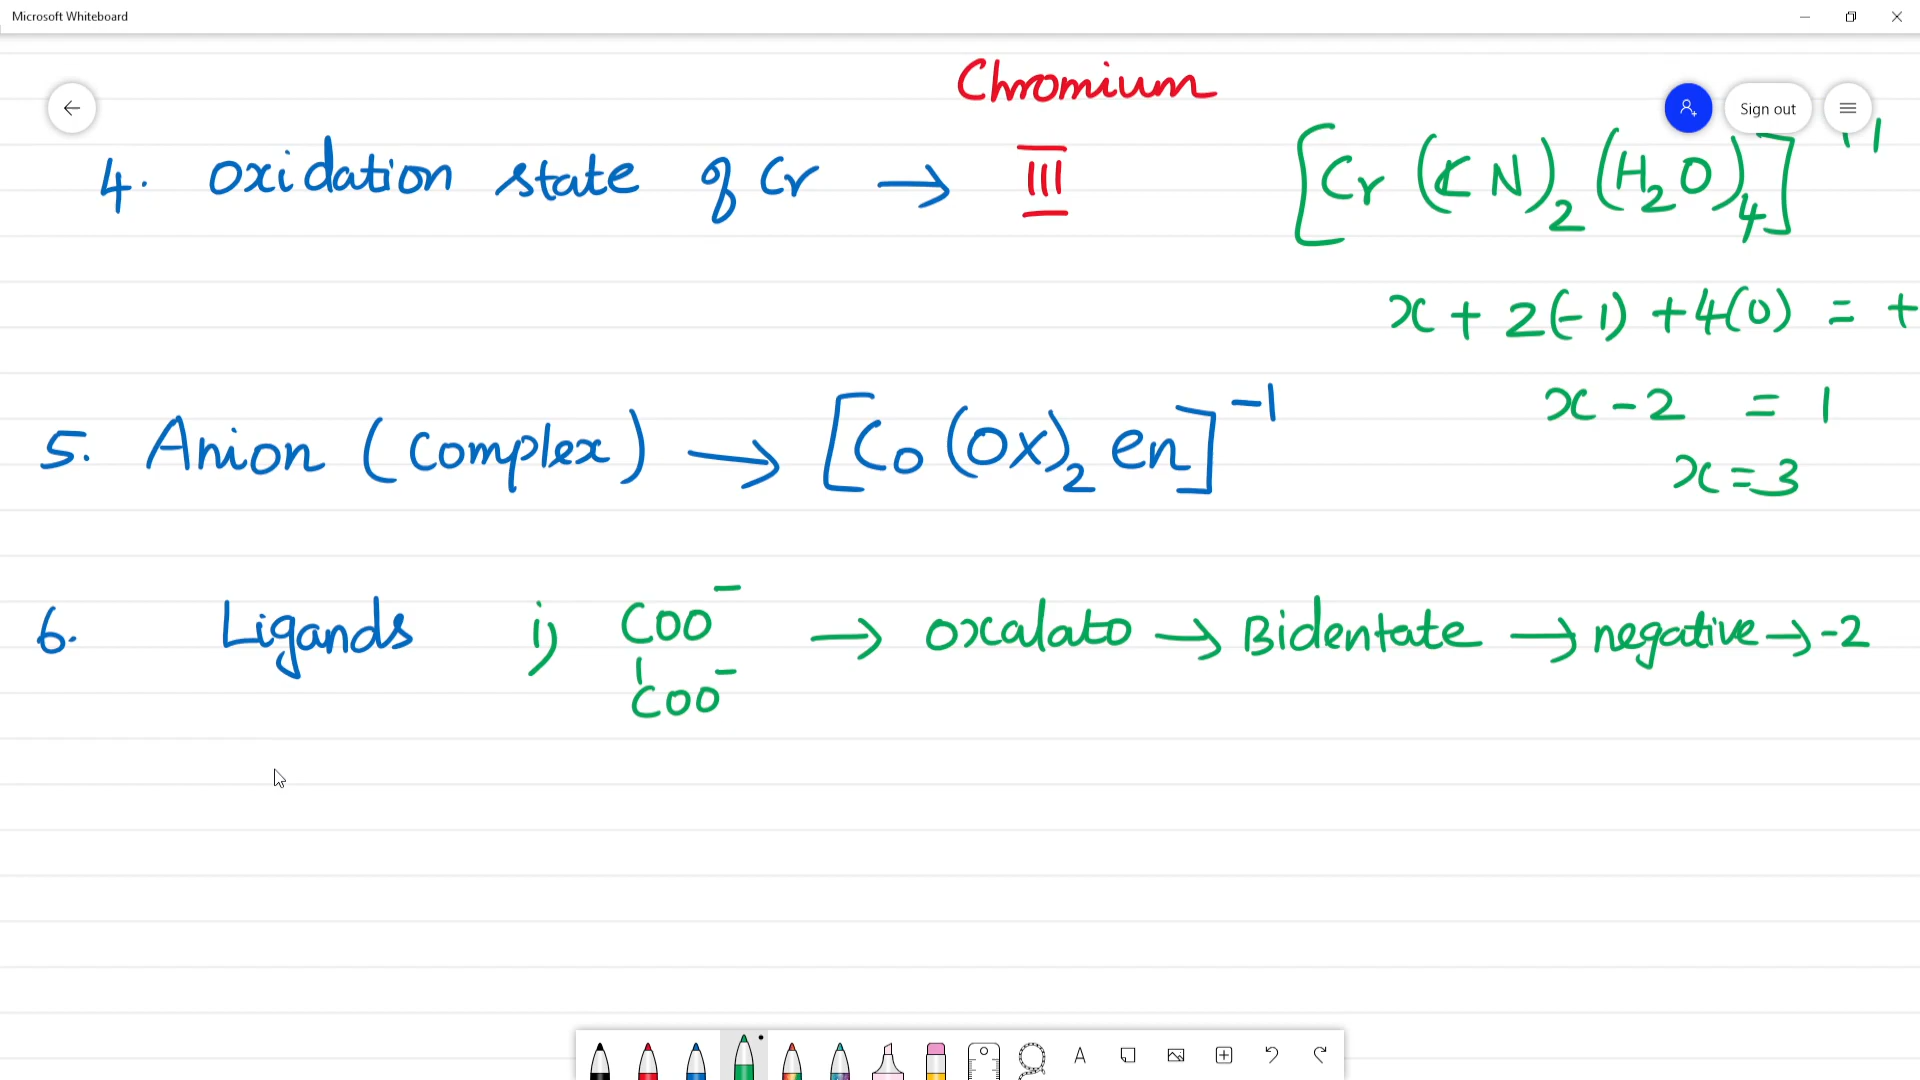 Microsoft Whiteboard
Chromium
Sign out
4. Oxidation state of Cr → III
[Cr(CN)₂(H₂O)₄]⁺¹
x + 2(-1) + 4(0) = +
x - 2 = 1
5. Anion (complex) → [Co(OX)₂ en]⁻¹
x = 3
6. Ligands i) COO⁻ → oxalato → Bidentate → negative → -2
COO⁻
A